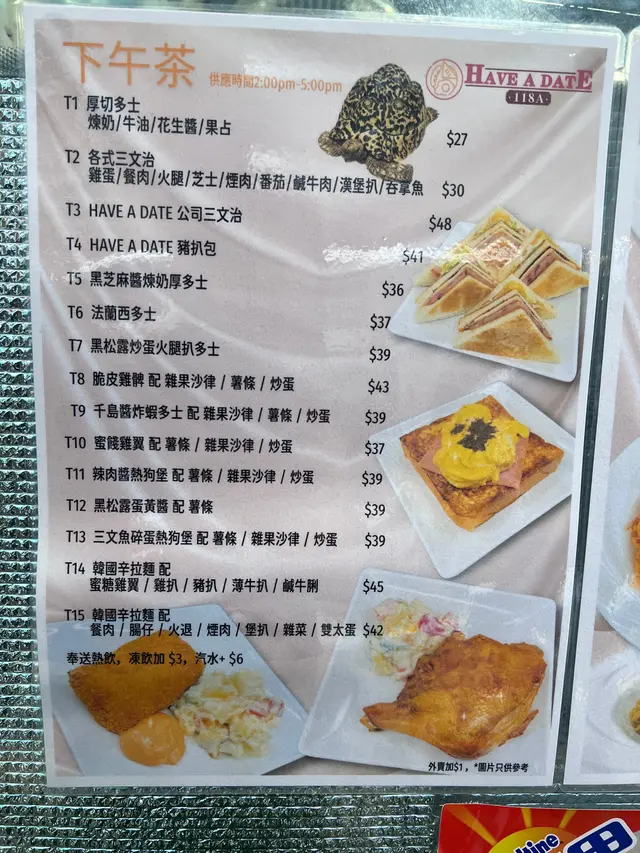 下午茶 供應時間2:00pm-5:00pm
HAVE A DATE
·118A·
T1 厚切多士
煉奶/牛油/花生醬/果占 $27
T2 各式三文治
雞蛋/餐肉/火腿/芝士/煙肉/番茄/鹹牛肉/漢堡扒/吞拿魚 $30
T3 HAVE A DATE 公司三文治 $48
T4 HAVE A DATE 豬扒包 $41
T5 黑芝麻醬煉奶厚多士 $36
T6 法蘭西多士 $37
T7 黑松露炒蛋火腿扒多士 $39
T8 脆皮雞髀 配 雜果沙律 / 薯條 / 炒蛋 $43
T9 千島醬炸蝦多士 配 雜果沙律 / 薯條 / 炒蛋 $39
T10 蜜餞雞翼 配 薯條 / 雜果沙律 / 炒蛋 $37
T11 辣肉醬熱狗堡 配 薯條 / 雜果沙律 / 炒蛋 $39
T12 黑松露蛋黃醬 配 薯條 $39
T13 三文魚碎蛋熱狗堡 配 薯條 / 雜果沙律 / 炒蛋 $39
T14 韓國辛拉麵 配
蜜糖雞翼 / 雞扒 / 豬扒 / 薄牛扒 / 鹹牛脷 $45
T15 韓國辛拉麵 配
餐肉 / 腸仔 / 火退 / 煙肉 / 堡扒 / 雜菜 / 雙太蛋 $42
奉送熱飲，凍飲加 $3，汽水+ $6
外賣加$1，*圖片只供參考